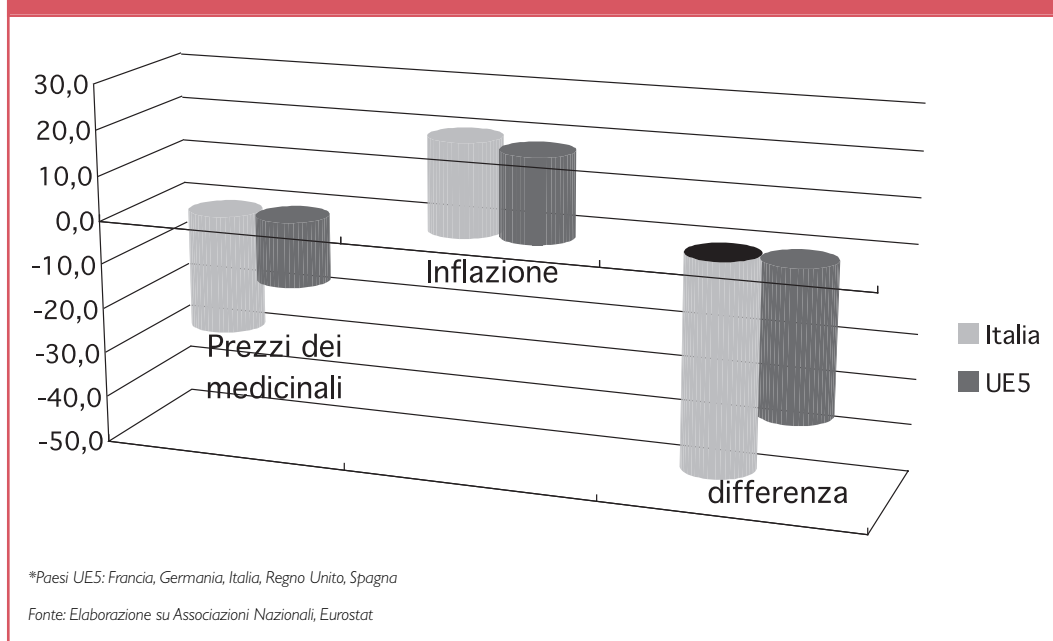 30,0
20,0
10,0
0,0
-10,0
-20,0
-30,0
-40,0
-50,0
Prezzi dei
medicinali
Inflazione
differenza
Italia
UE5
*Paesi UE5: Francia, Germania, Italia, Regno Unito, Spagna
Fonte: Elaborazione su Associazioni Nazionali, Eurostat